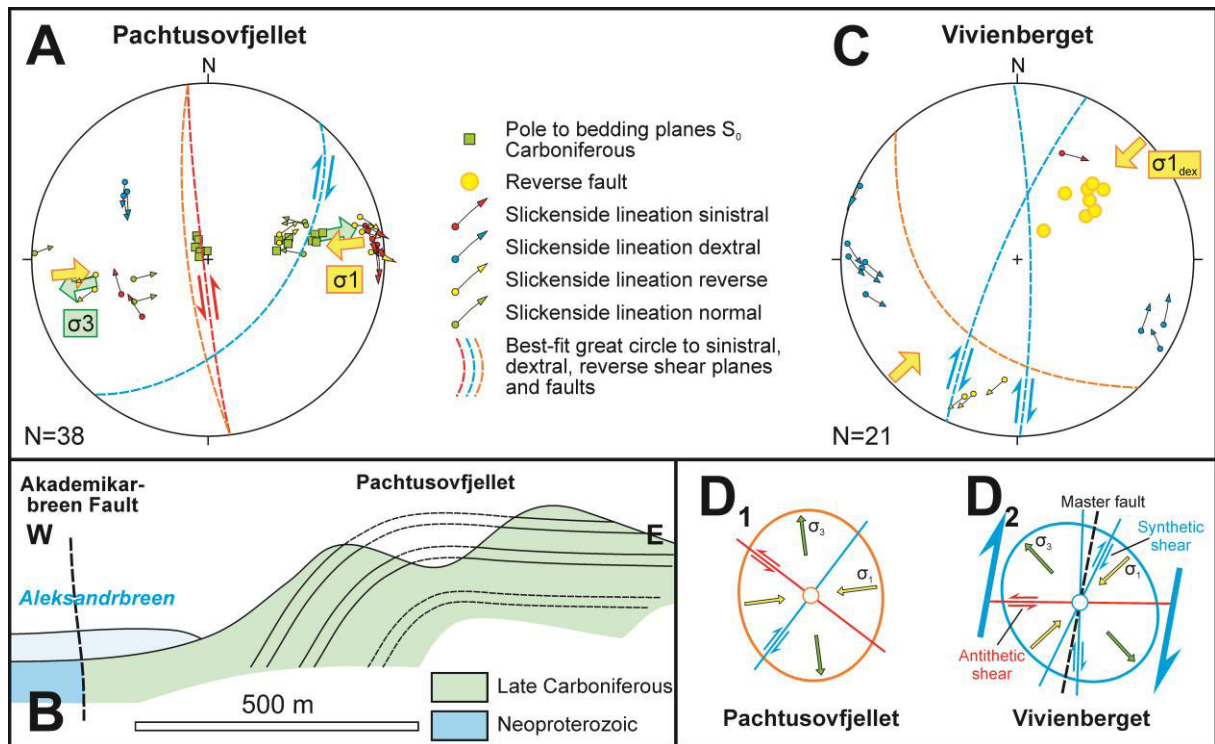 A
Pachtusovfjellet
N
σ3
σ1
N=38
Pole to bedding planes S0
Carboniferous
Reverse fault
Slickenside lineation sinistral
Slickenside lineation dextral
Slickenside lineation reverse
Slickenside lineation normal
Best-fit great circle to sinistral,
dextral, reverse shear planes
and faults
C
Vivienberget
N
σ1dex
N=21
Akademikar-
breen Fault
W
Pachtusovfjellet
E
Aleksandrbreen
B
500 m
Late Carboniferous
Neoproterozoic
D1
σ3
σ1
Pachtusovfjellet
D2
Master fault
Synthetic
shear
σ3
σ1
Antithetic
shear
Vivienberget